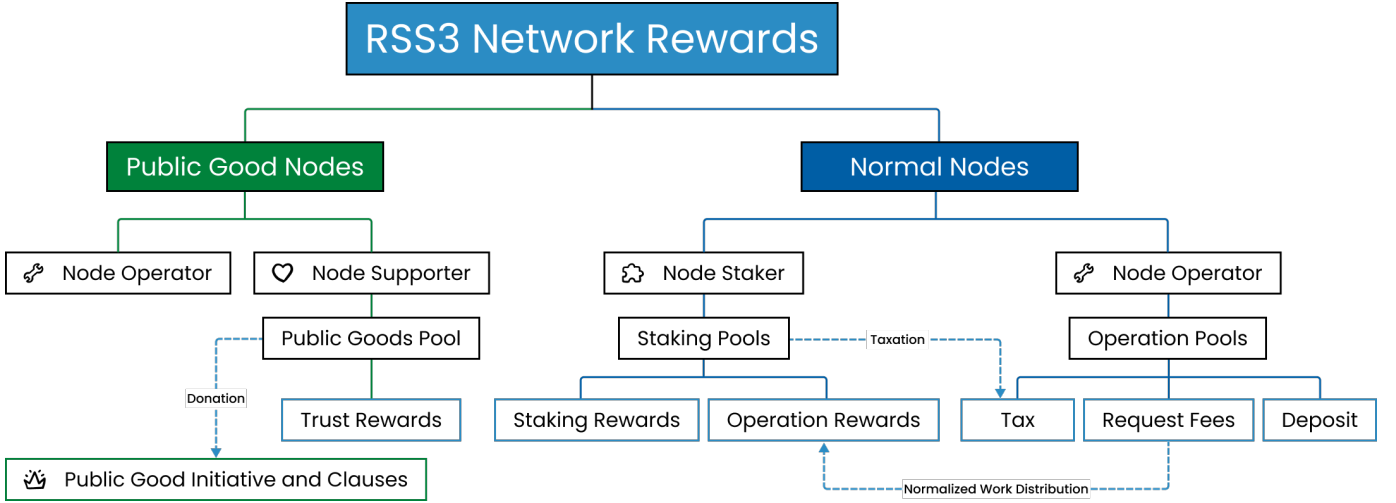 RSS3 Network Rewards
Public Good Nodes
Normal Nodes
Node Operator
Node Supporter
Node Staker
Node Operator
Public Goods Pool
Staking Pools
Taxation
Operation Pools
Donation
Trust Rewards
Staking Rewards
Operation Rewards
Tax
Request Fees
Deposit
Public Good Initiative and Clauses
Normalized Work Distribution